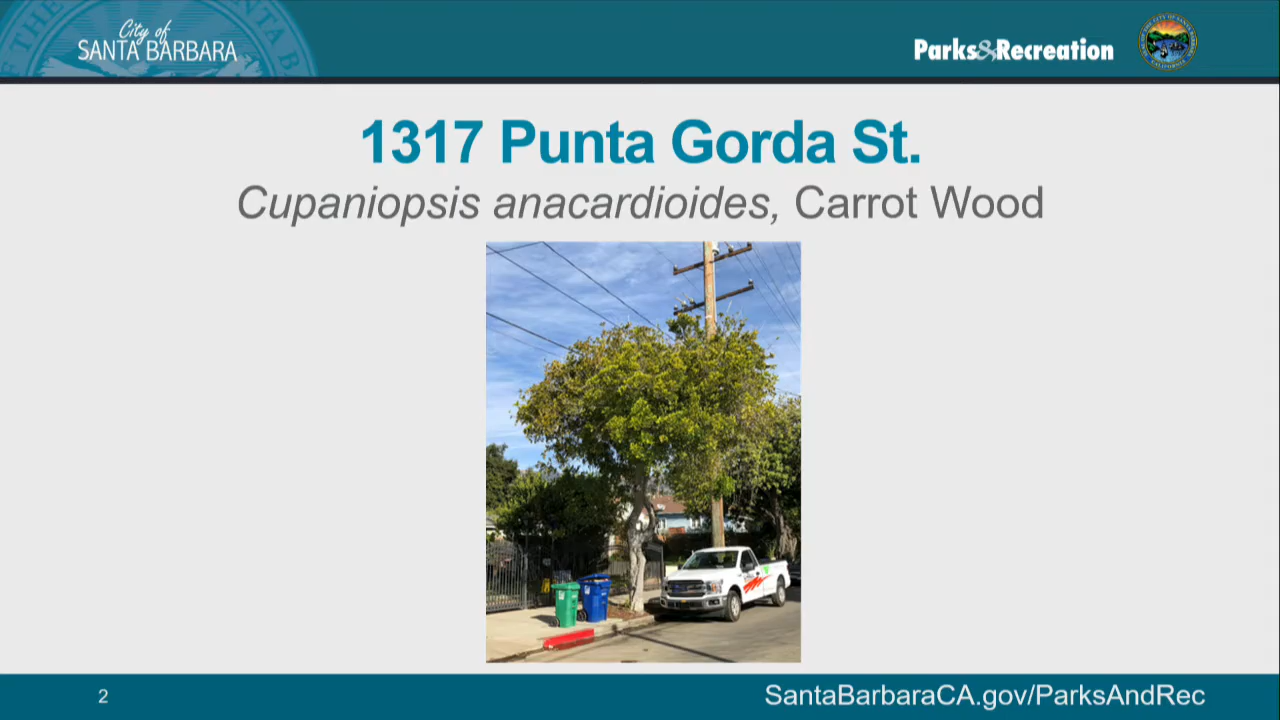 City of
SANTA BARBARA
Parks&Recreation
1317 Punta Gorda St.
Cupaniopsis anacardioides, Carrot Wood
2
SantaBarbaraCA.gov/ParksAndRec